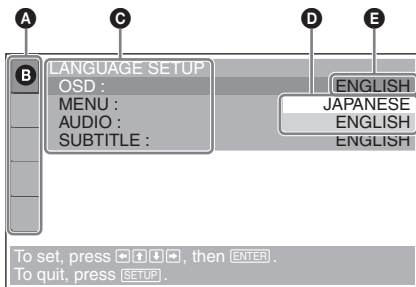 A C D E
B
LANGUAGE SETUP
OSD : ENGLISH
MENU : JAPANESE
AUDIO : ENGLISH
SUBTITLE : ENGLISH
To set, press ←↑↓→, then ENTER.
To quit, press SETUP.